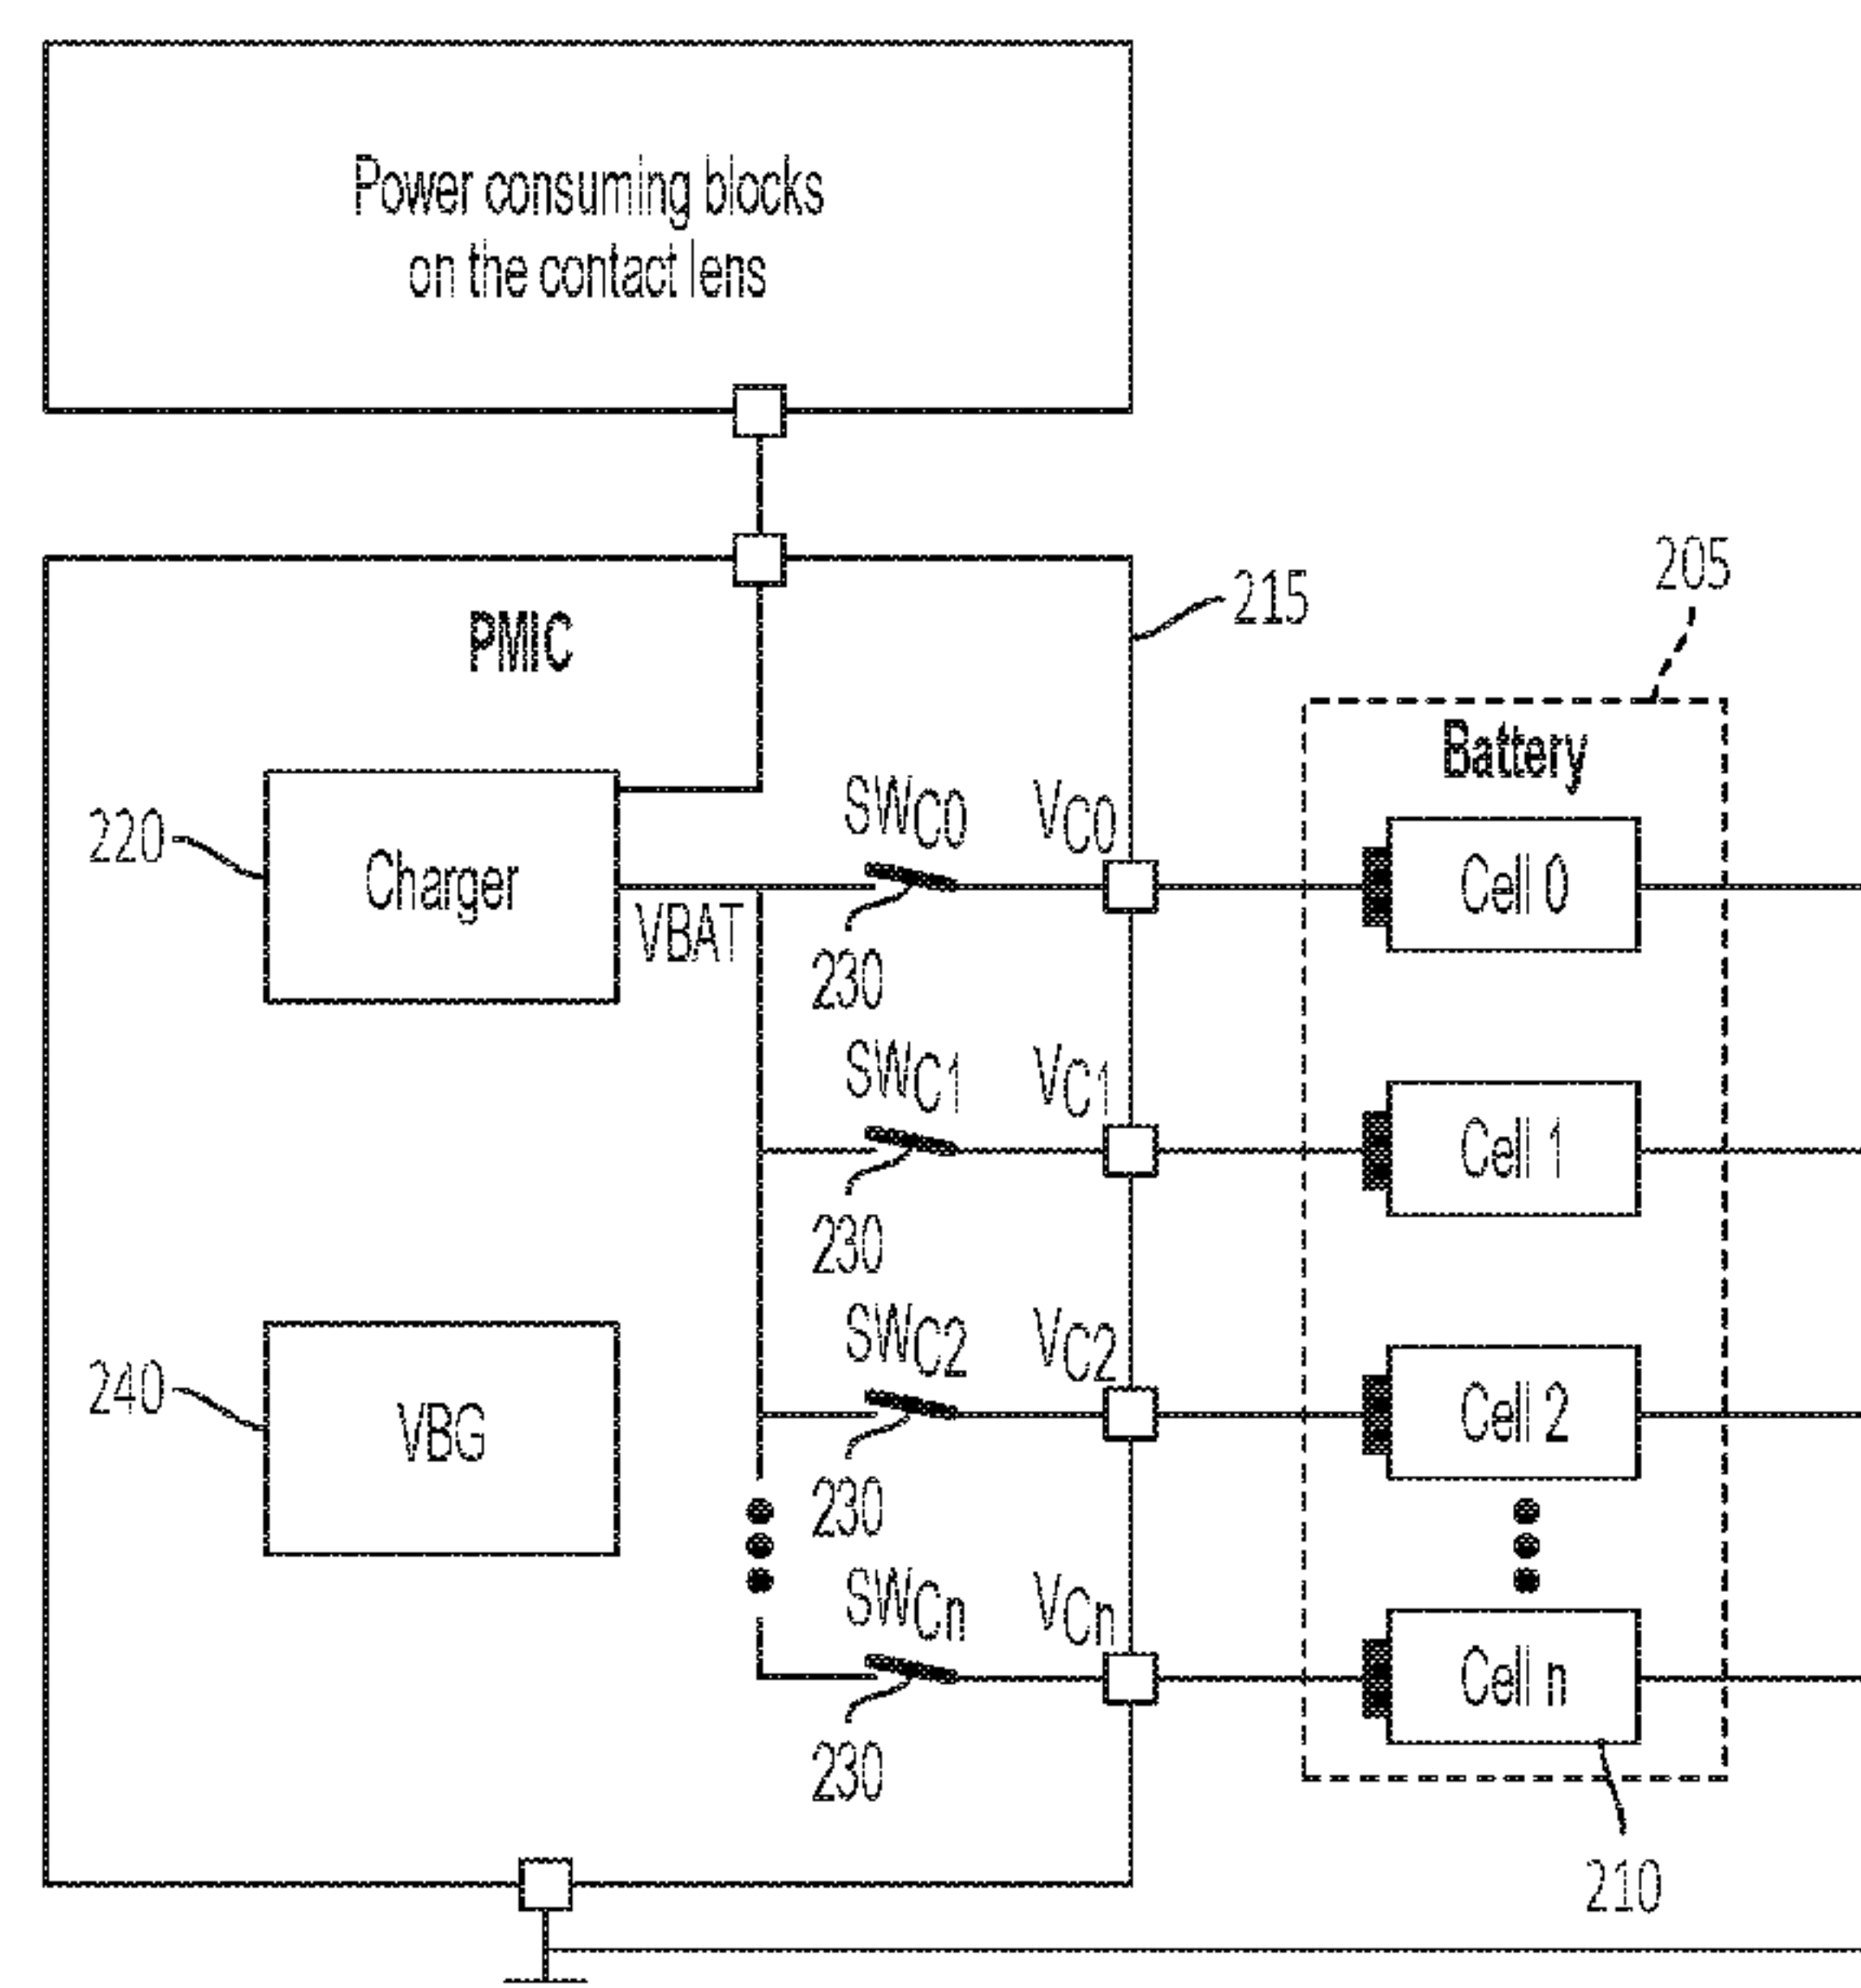 Power consuming blocks
on the contact lens
205
215
PMIC
Battery
SWC0 VC0
220
Charger
Cell 0
VBAT
230
SWC1 VC1
Cell 1
230
SWC2 VC2
240
VBG
Cell 2
230
SWCn VCn
Cell n
230
210